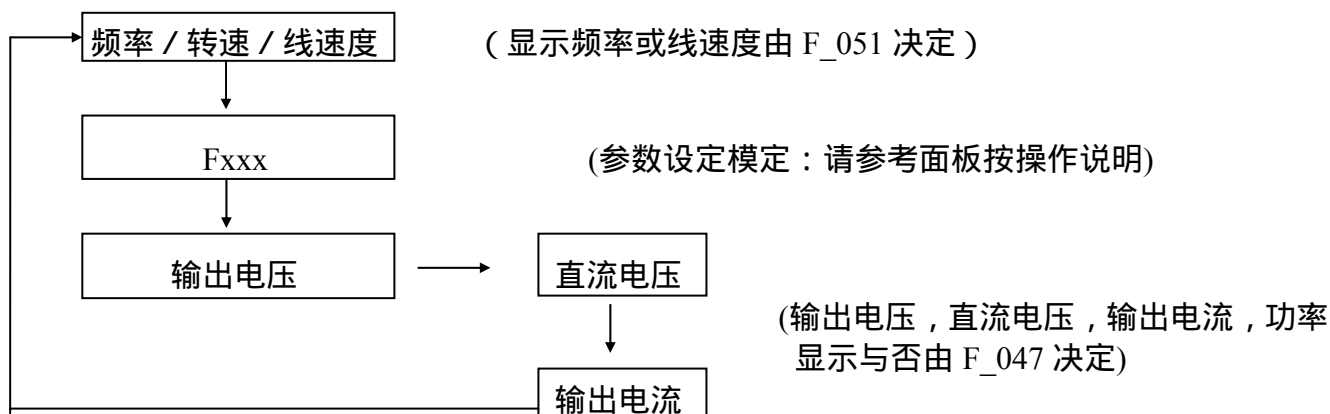 频率／转速／线速度
（显示频率或线速度由 F_051 决定）
Fxxx
(参数设定模定：请参考面板按操作说明)
输出电压
直流电压
(输出电压，直流电压，输出电流，功率
显示与否由 F_047 决定)
输出电流